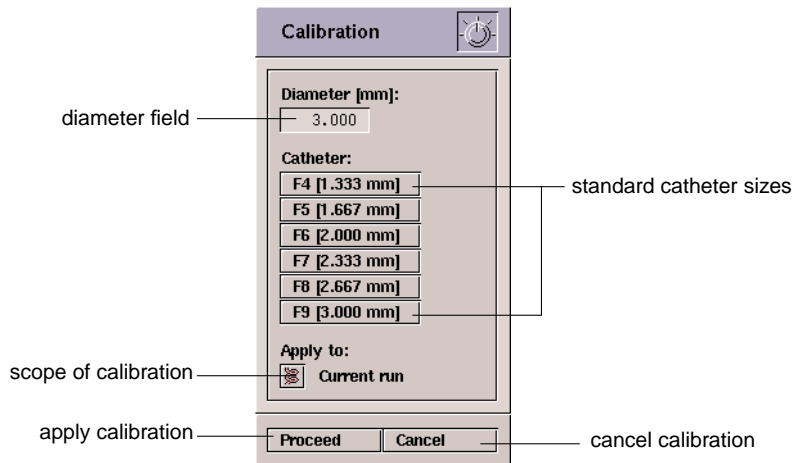 Calibration
Diameter [mm]:
diameter field
3.000
Catheter:
F4 [1.333 mm]
standard catheter sizes
F5 [1.667 mm]
F6 [2.000 mm]
F7 [2.333 mm]
F8 [2.667 mm]
F9 [3.000 mm]
Apply to:
scope of calibration
Current run
apply calibration
Proceed
Cancel
cancel calibration